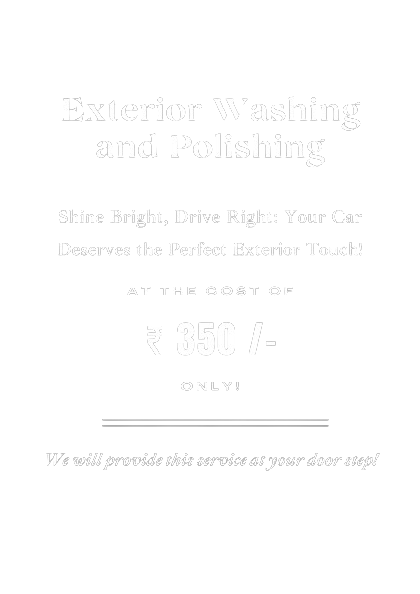 Exterior Washing
and Polishing
Shine Bright, Drive Right: Your Car
Deserves the Perfect Exterior Touch!
AT THE COST OF
₹ 350 /-
ONLY!
We will provide this service at your door step!